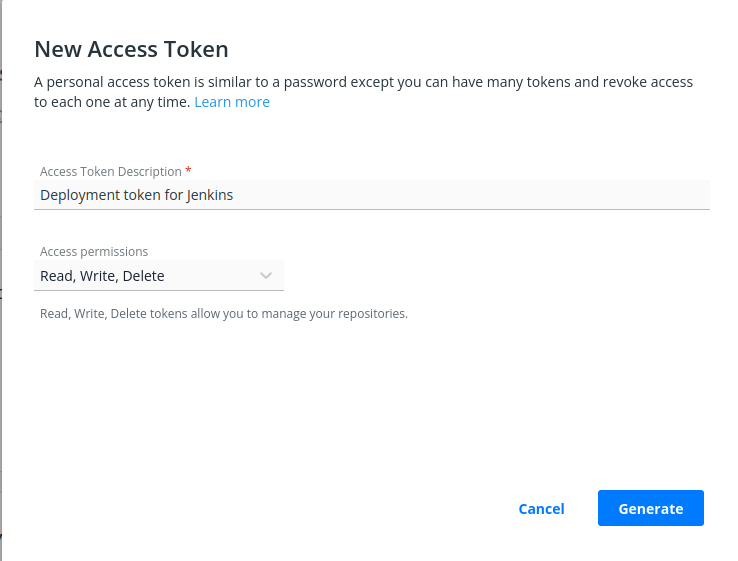 New Access Token
A personal access token is similar to a password except you can have many tokens and revoke access
to each one at any time. Learn more
Access Token Description *
Deployment token for Jenkins
Access permissions
Read, Write, Delete
Read, Write, Delete tokens allow you to manage your repositories.
Cancel
Generate